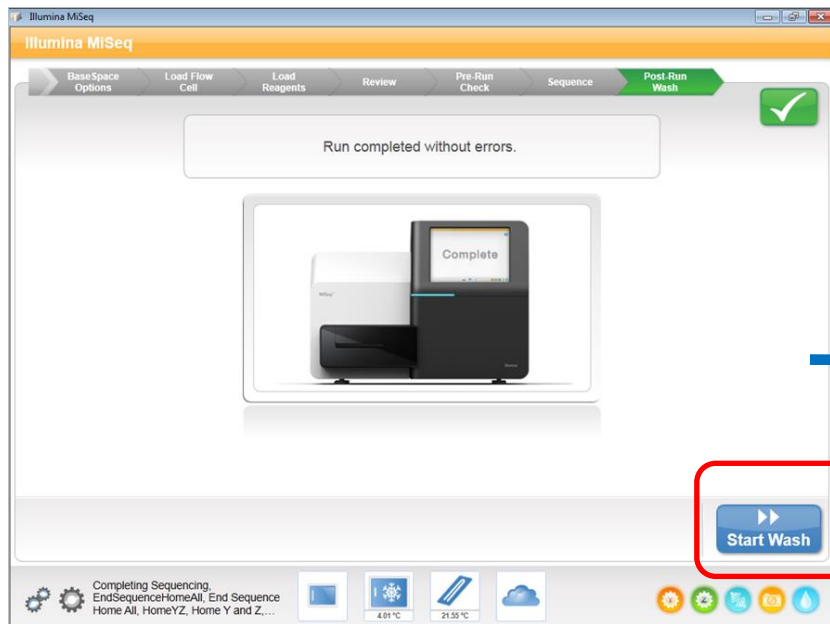 Illumina MiSeq
Illumina MiSeq
BaseSpace
Options
Load Flow
Cell
Load
Reagents
Review
Pre-Run
Check
Sequence
Post-Run
Wash
Run completed without errors.
Complete
MiSeq
Start Wash
Completing Sequencing,
EndSequenceHomeAll, End Sequence
Home All, HomeYZ, Home Y and Z,...
4.01 °C
21.55 °C